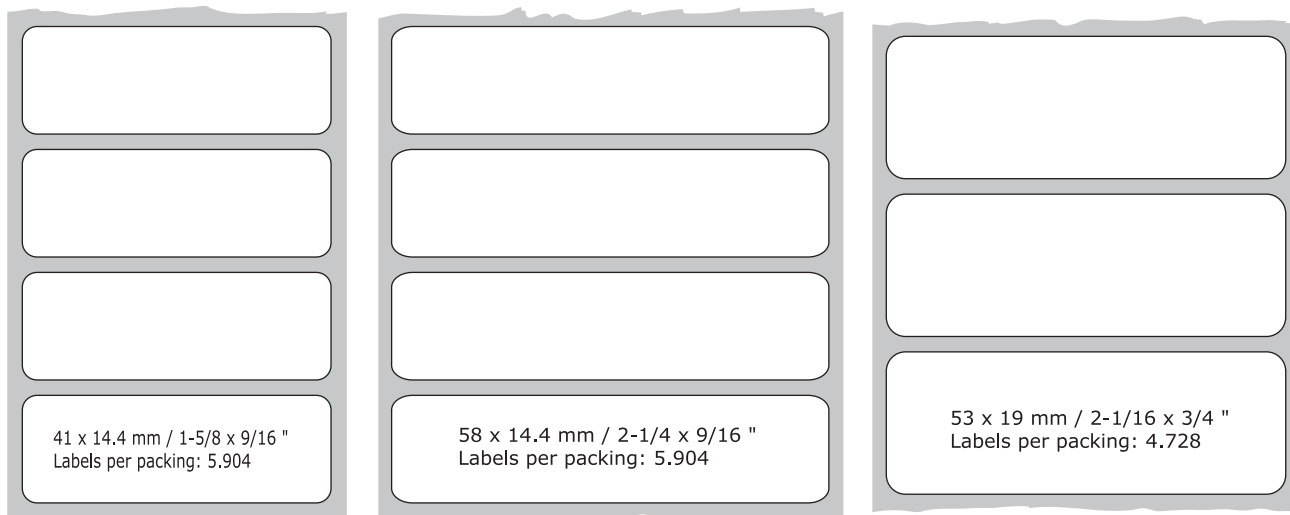 41 x 14.4 mm / 1-5/8 x 9/16 "
Labels per packing: 5.904
58 x 14.4 mm / 2-1/4 x 9/16 "
Labels per packing: 5.904
53 x 19 mm / 2-1/16 x 3/4 "
Labels per packing: 4.728